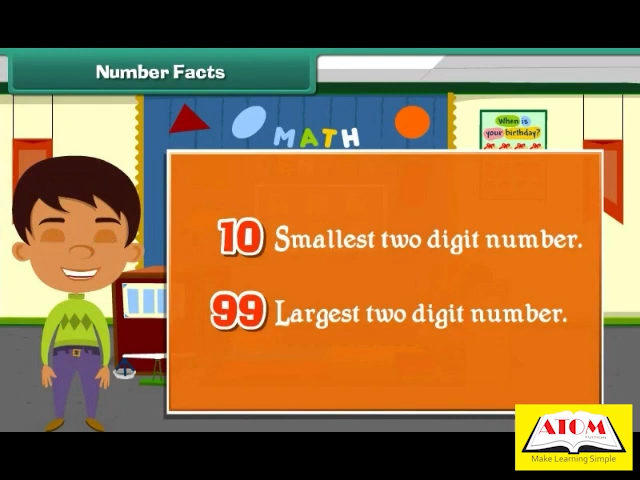 Number Facts
MATH
When is
your birthday?
10 Smallest two digit number.
99 Largest two digit number.
ATOM
TUITION
Make Learning Simple